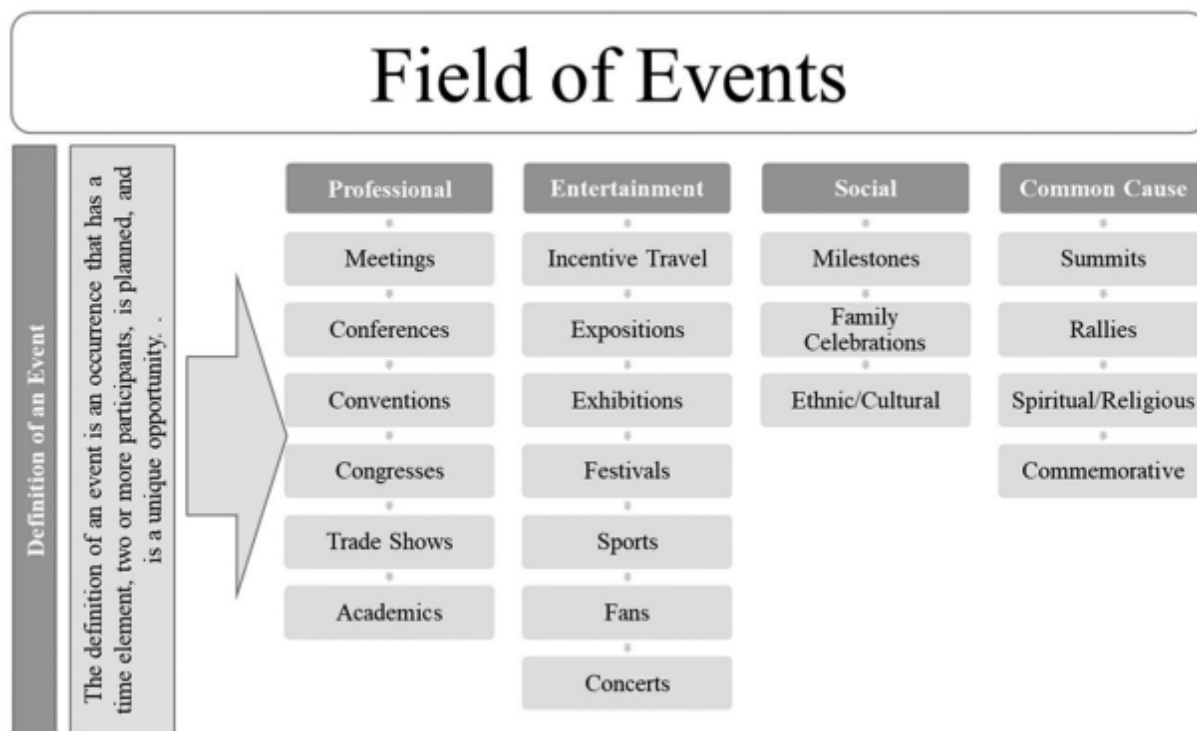 Field of Events
Definition of an Event
The definition of an event is an occurrence that has a
time element, two or more participants, is planned, and
is a unique opportunity. .
Professional
Meetings
Conferences
Conventions
Congresses
Trade Shows
Academics
Entertainment
Incentive Travel
Expositions
Exhibitions
Festivals
Sports
Fans
Concerts
Social
Milestones
Family
Celebrations
Ethnic/Cultural
Common Cause
Summits
Rallies
Spiritual/Religious
Commemorative